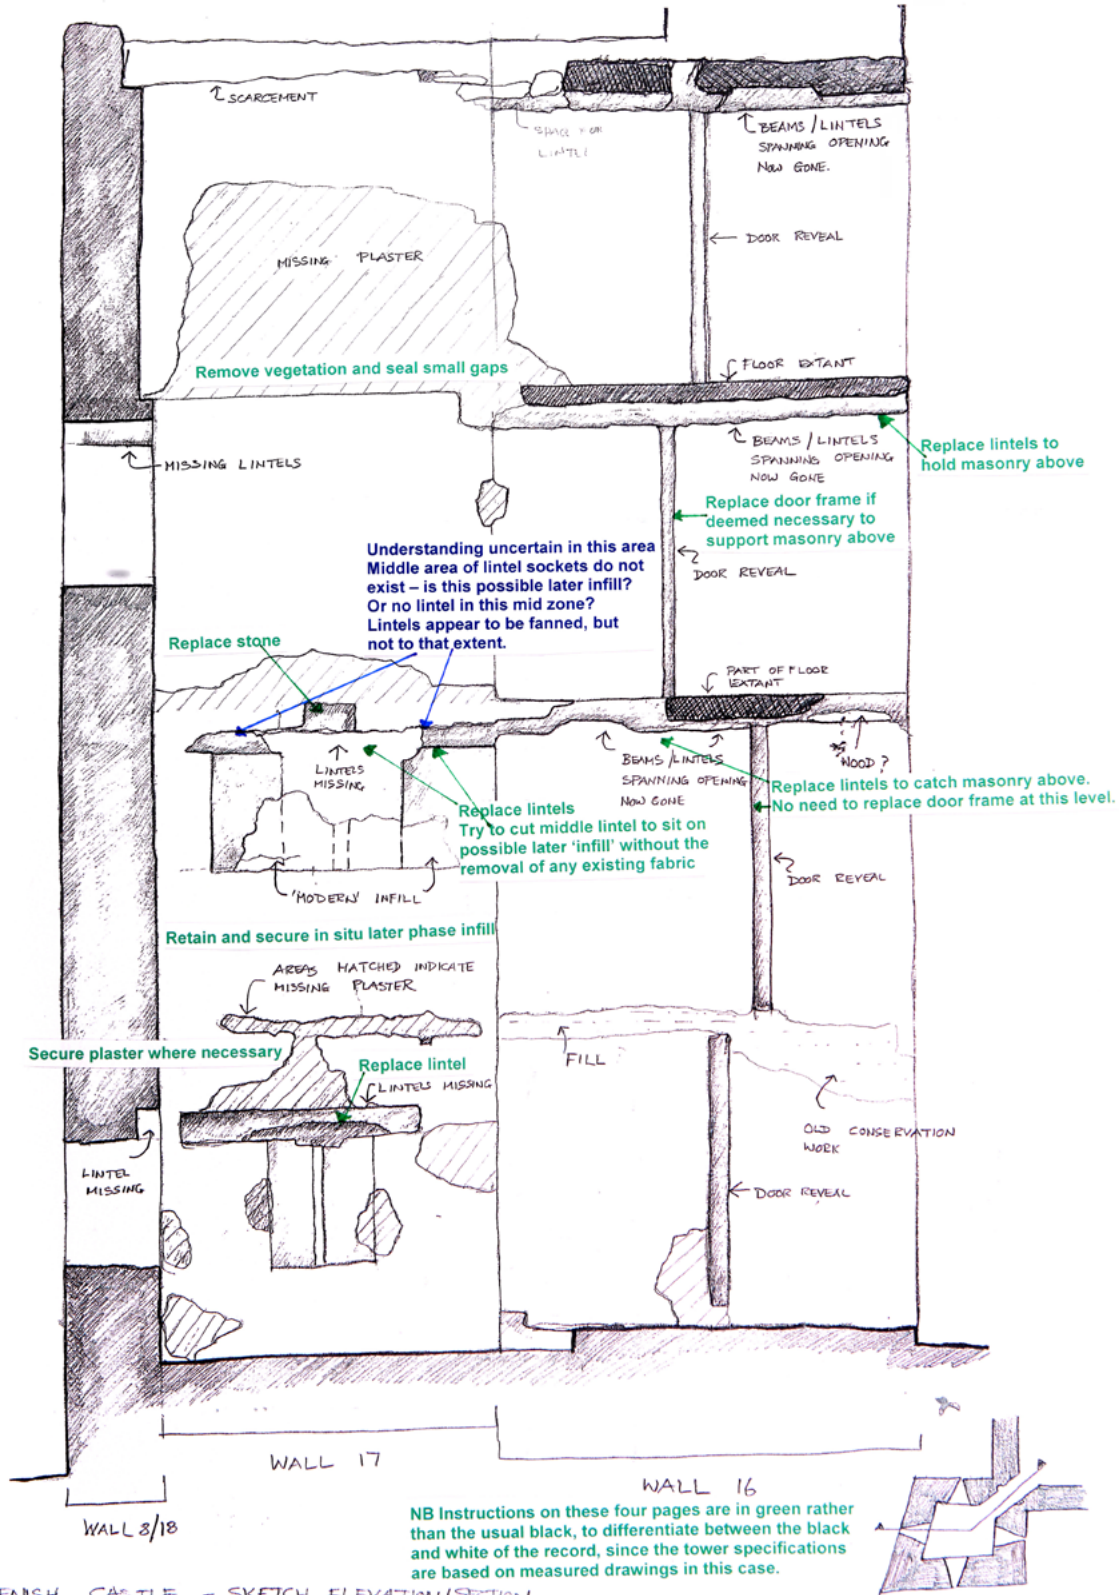 SCARCEMENT
SPACE FOR
LINTEL
BEAMS/LINTELS
SPANNING OPENING
NOW GONE.
MISSING PLASTER
DOOR REVEAL
Remove vegetation and seal small gaps
FLOOR EXTANT
MISSING LINTELS
BEAMS/LINTELS
SPANNING OPENING
NOW GONE
Replace lintels to
hold masonry above
Replace door frame if
deemed necessary to
support masonry above
DOOR REVEAL
Understanding uncertain in this area
Middle area of lintel sockets do not
exist – is this possible later infill?
Or no lintel in this mid zone?
Lintels appear to be fanned, but
not to that extent.
Replace stone
PART OF FLOOR
EXTANT
LINTELS
MISSING
BEAMS/LINTELS
SPANNING OPENING
NOW GONE
WOOD?
Replace lintels to catch masonry above.
No need to replace door frame at this level.
Replace lintels
Try to cut middle lintel to sit on
possible later ‘infill’ without the
removal of any existing fabric
DOOR REVEAL
'MODERN' INFILL
Retain and secure in situ later phase infill
AREAS HATCHED INDICATE
MISSING PLASTER
Secure plaster where necessary
FILL
Replace lintel
LINTELS MISSING
OLD CONSERVATION
WORK
LINTEL
MISSING
DOOR REVEAL
WALL 17
WALL 16
WALL 8/18
NB Instructions on these four pages are in green rather
than the usual black, to differentiate between the black
and white of the record, since the tower specifications
are based on measured drawings in this case.
CASTLE - SKETCH ELEVATION/SECTION